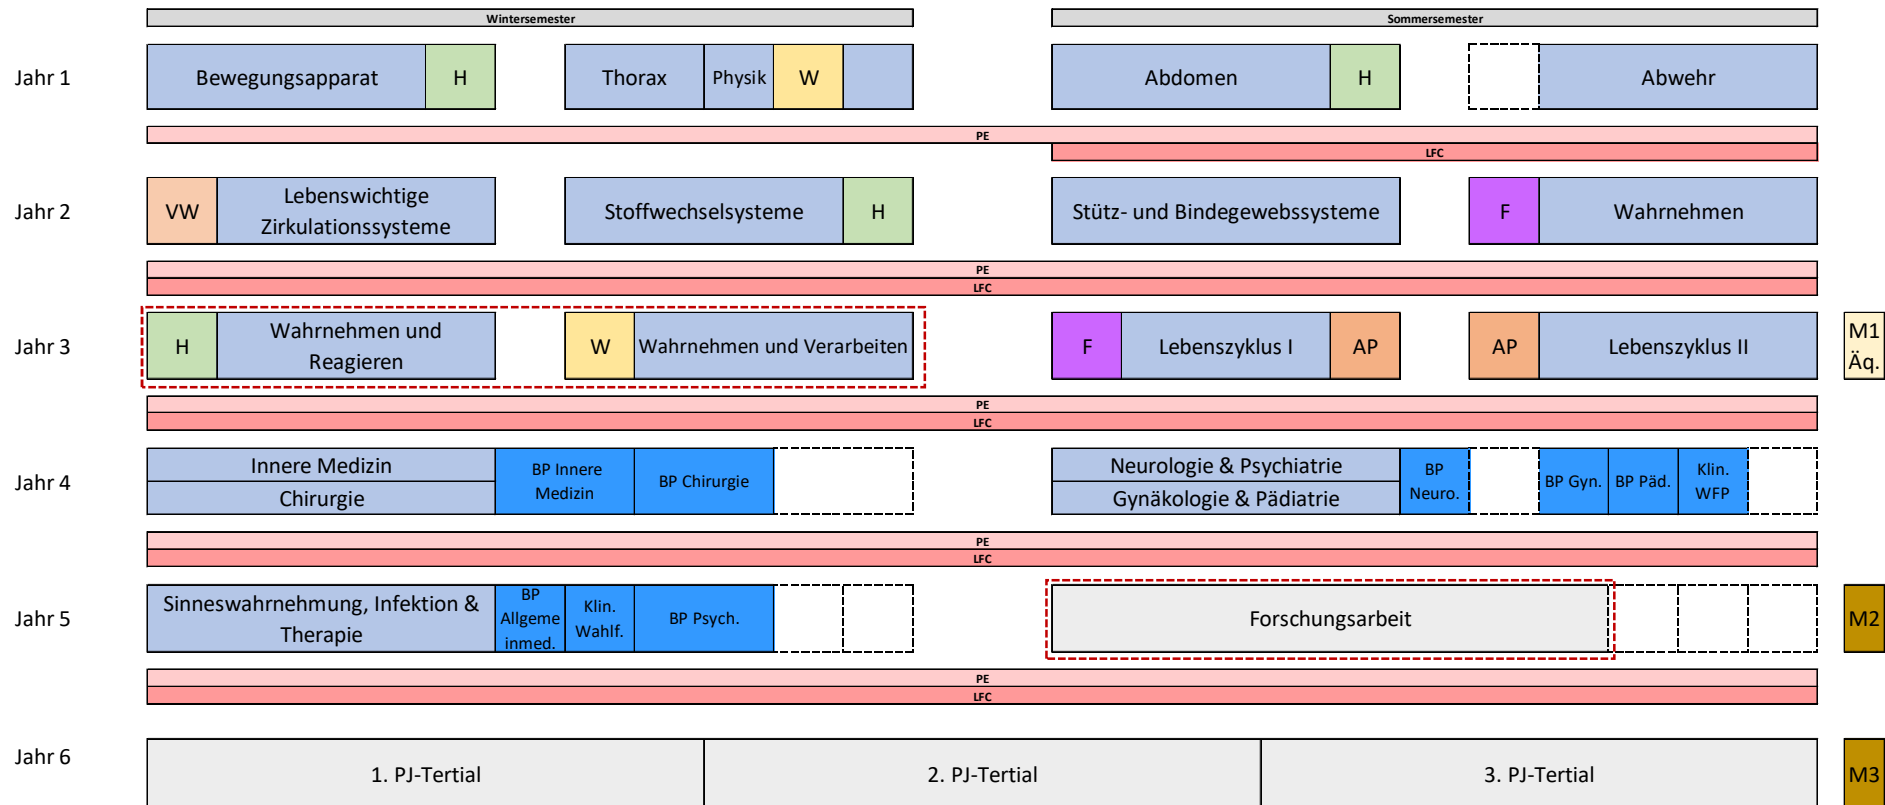 Wintersemester
Sommersemester
Jahr 1
Bewegungsapparat
H
Thorax
Physik
W
Abdomen
H
Abwehr
PE
LFC
Jahr 2
VW
Lebenswichtige
Zirkulationssysteme
Stoffwechselsysteme
H
Stütz- und Bindegewebssysteme
F
Wahrnehmen
PE
LFC
Jahr 3
H
Wahrnehmen und
Reagieren
W
Wahrnehmen und Verarbeiten
F
Lebenszyklus I
AP
AP
Lebenszyklus II
M1
Äq.
PE
LFC
Jahr 4
Innere Medizin
Chirurgie
BP Innere
Medizin
BP Chirurgie
Neurologie & Psychiatrie
Gynäkologie & Pädiatrie
BP
Neuro.
BP Gyn.
BP Päd.
Klin.
WFP
PE
LFC
Jahr 5
Sinneswahrnehmung, Infektion &
Therapie
BP
Allgeme
inmed.
Klin.
Wahlf.
BP Psych.
Forschungsarbeit
M2
PE
LFC
Jahr 6
1. PJ-Tertial
2. PJ-Tertial
3. PJ-Tertial
M3